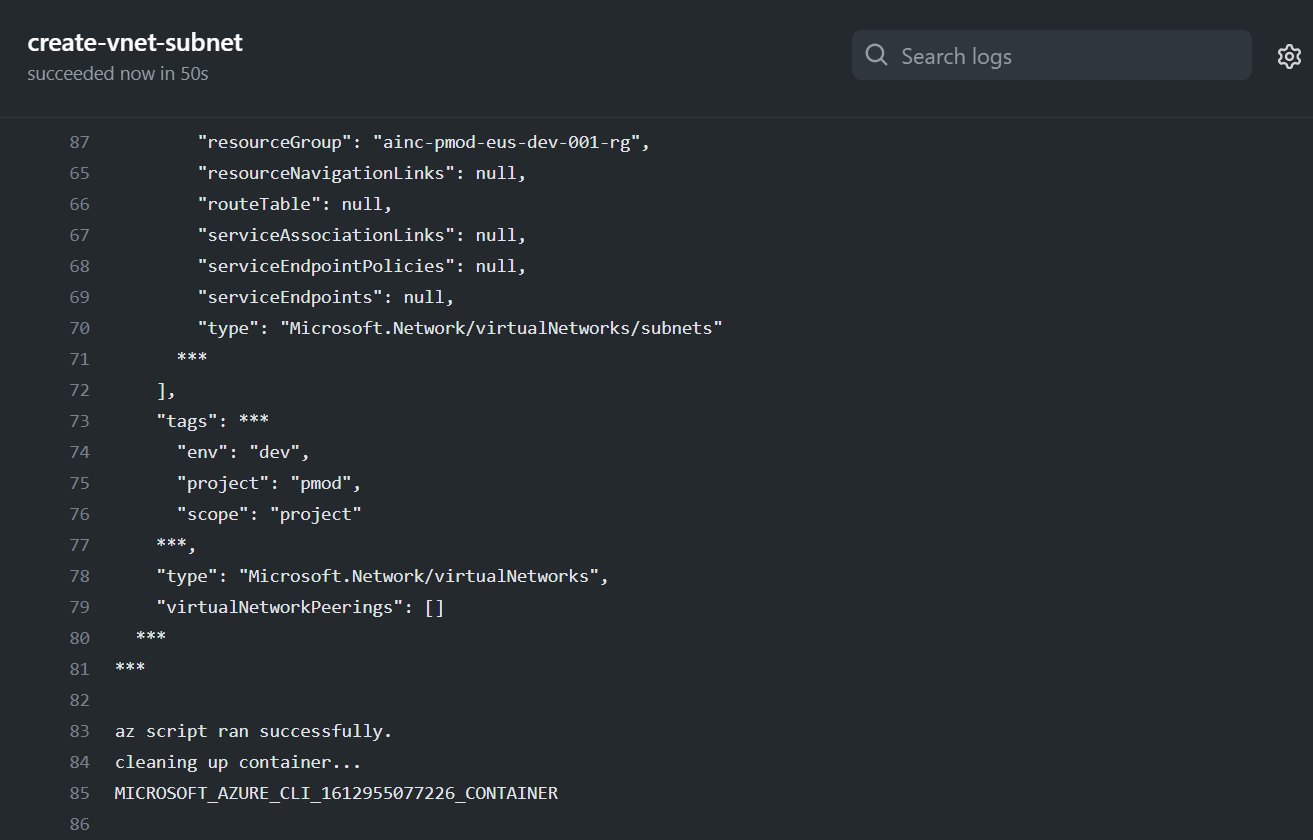 create-vnet-subnet
succeeded now in 50s
Search logs
87 "resourceGroup": "ainc-pmod-eus-dev-001-rg",
65 "resourceNavigationLinks": null,
66 "routeTable": null,
67 "serviceAssociationLinks": null,
68 "serviceEndpointPolicies": null,
69 "serviceEndpoints": null,
70 "type": "Microsoft.Network/virtualNetworks/subnets"
71 ***
72 ],
73 "tags": ***
74 "env": "dev",
75 "project": "pmod",
76 "scope": "project"
77 ***,
78 "type": "Microsoft.Network/virtualNetworks",
79 "virtualNetworkPeerings": []
80 ***
81 ***
82
83 az script ran successfully.
84 cleaning up container...
85 MICROSOFT_AZURE_CLI_1612955077226_CONTAINER
86